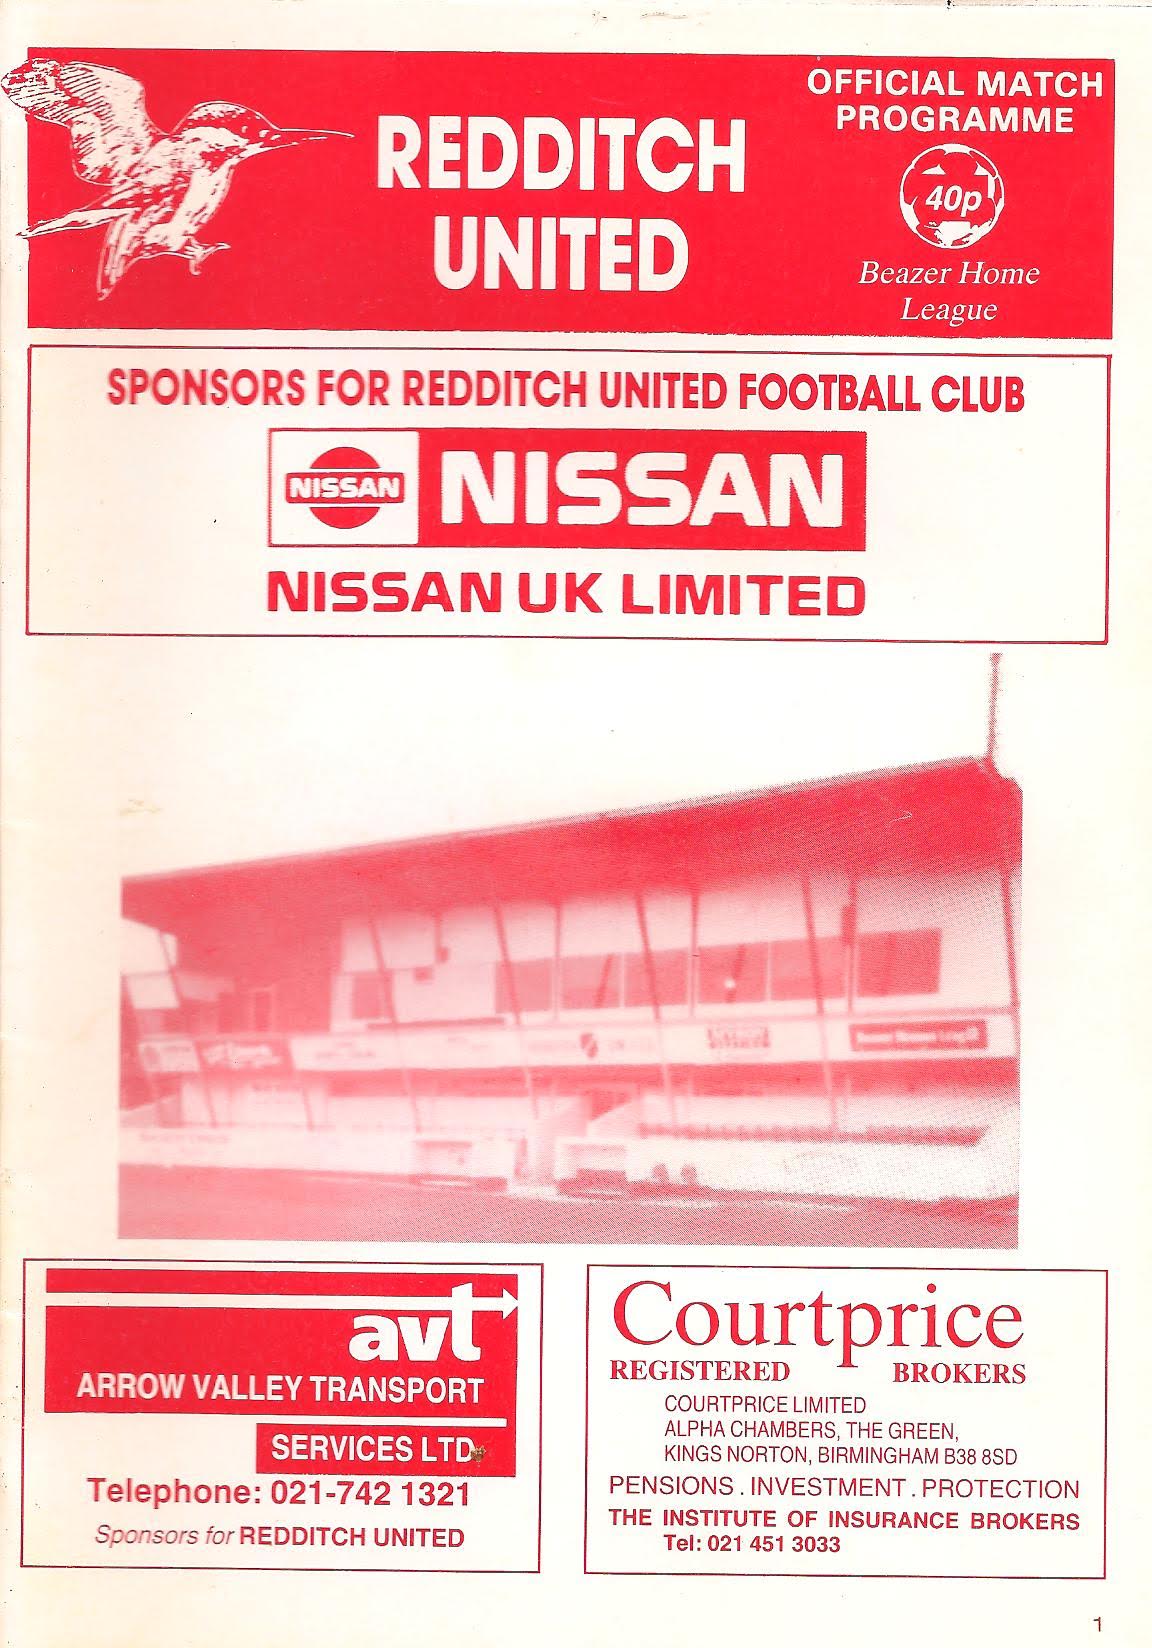 OFFICIAL MATCH
PROGRAMME
REDDITCH
UNITED
40p
Beazer Home
League
SPONSORS FOR REDDITCH UNITED FOOTBALL CLUB
NISSAN NISSAN
NISSAN UK LIMITED
avt
ARROW VALLEY TRANSPORT
SERVICES LTD
Telephone: 021-742 1321
Sponsors for REDDITCH UNITED
Courtprice
REGISTERED BROKERS
COURTPRICE LIMITED
ALPHA CHAMBERS, THE GREEN,
KINGS NORTON, BIRMINGHAM B38 8SD
PENSIONS . INVESTMENT . PROTECTION
THE INSTITUTE OF INSURANCE BROKERS
Tel: 021 451 3033
1